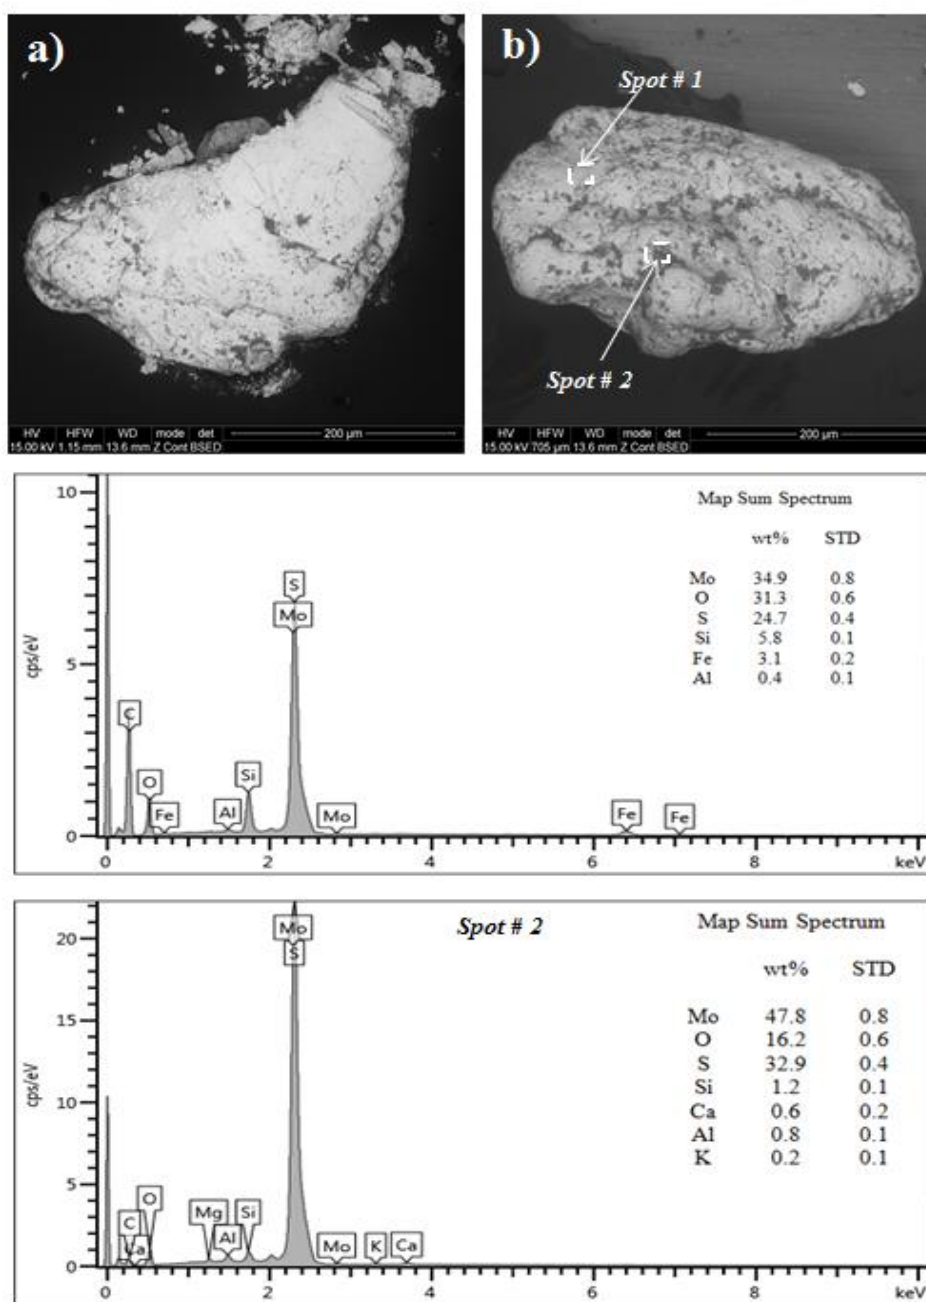 a)
HV HFW WD mode det 200 µm
15.00 kV 1.15 mm 13.6 mm Z Cont BSED
b)
Spot # 1
Spot # 2
HV HFW WD mode det 200 µm
15.00 kV 705 µm 13.6 mm Z Cont BSED
Map Sum Spectrum
wt% STD
Mo 34.9 0.8
O 31.3 0.6
S 24.7 0.4
Si 5.8 0.1
Fe 3.1 0.2
Al 0.4 0.1
10
5
0
cps/eV
S
Mo
C
O
Fe
Al
Si
Mo
Fe
Fe
0 2 4 6 8 keV
Spot # 2
Map Sum Spectrum
wt% STD
Mo 47.8 0.8
O 16.2 0.6
S 32.9 0.4
Si 1.2 0.1
Ca 0.6 0.2
Al 0.8 0.1
K 0.2 0.1
20
15
10
5
0
cps/eV
Mo
S
C
Ca
O
Mg
Al
Si
Mo
K
Ca
0 2 4 6 8 keV